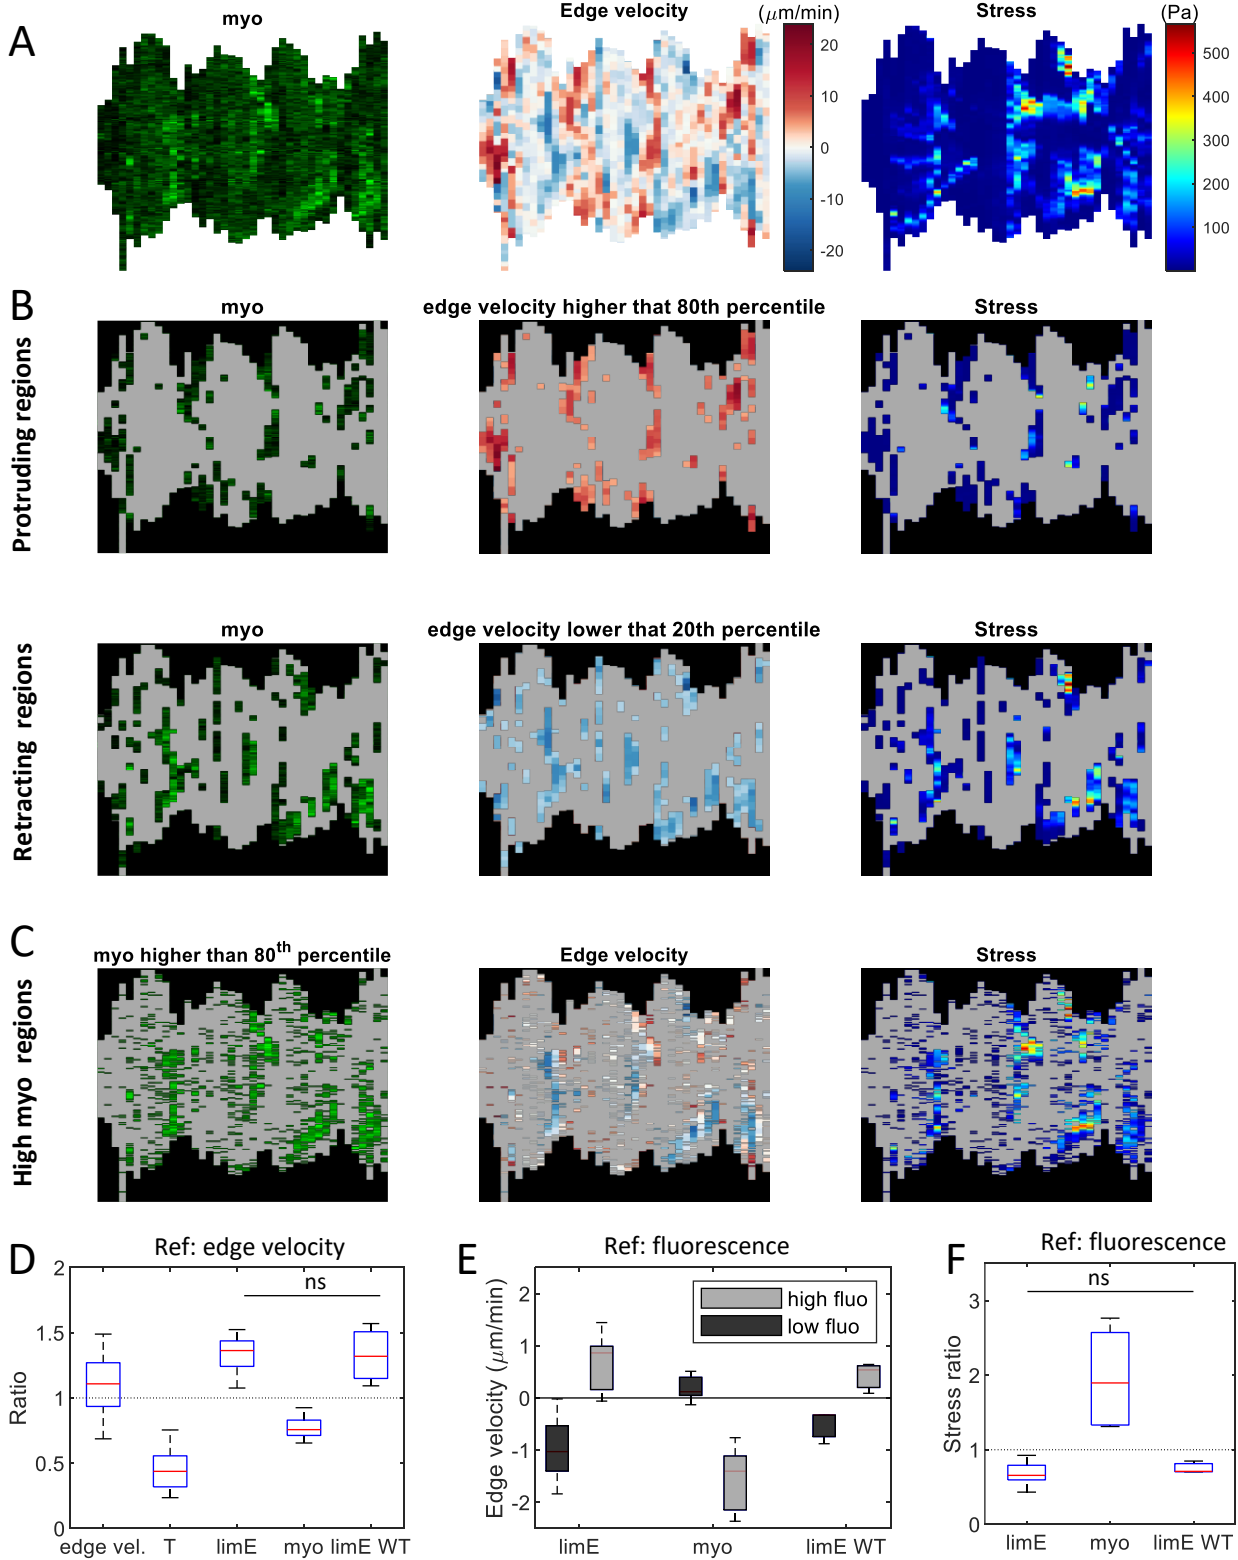 A
myo
Edge velocity
(μm/min)
Stress
(Pa)
20
10
0
-10
-20
500
400
300
200
100
B
Protruding regions
myo
edge velocity higher that 80th percentile
Stress
Retracting regions
myo
edge velocity lower that 20th percentile
Stress
C
High myo regions
myo higher than 80th percentile
Edge velocity
Stress
D
Ref: edge velocity
ns
Ratio
2
1.5
1
0.5
0
edge vel.
T
limE
myo
limE WT
E
Ref: fluorescence
high fluo
low fluo
Edge velocity (μm/min)
2
1
0
-1
-2
limE
myo
limE WT
F
Ref: fluorescence
ns
Stress ratio
3
2
1
0
limE
myo
limE WT